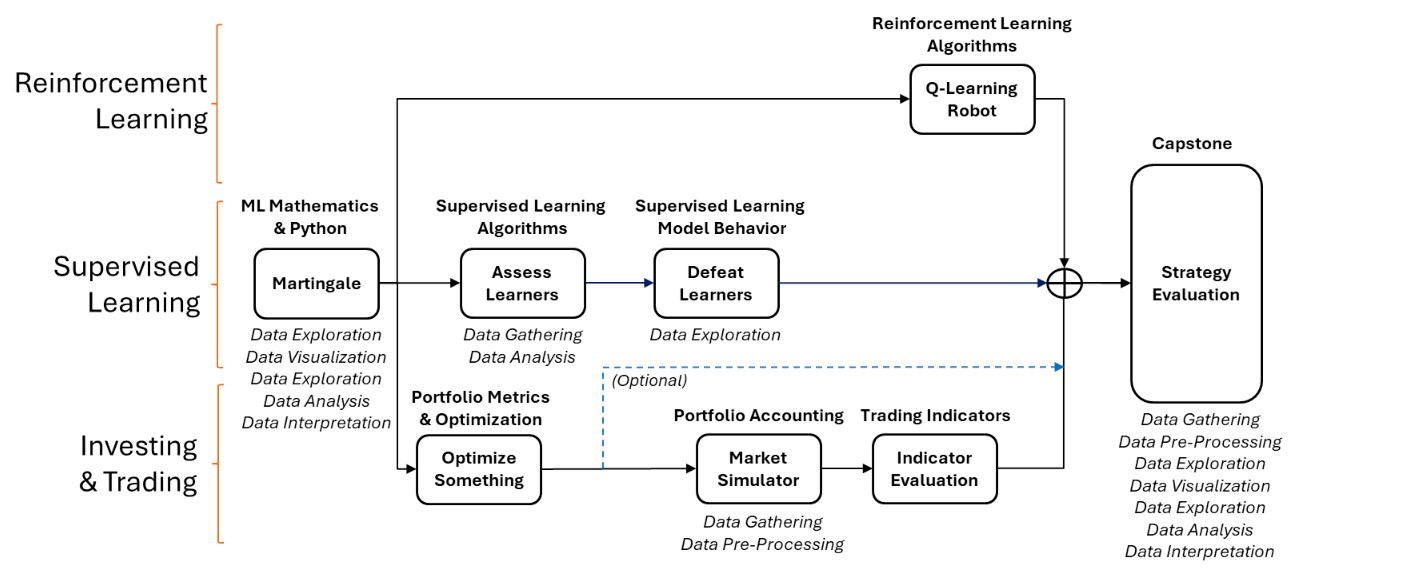 Reinforcement
Learning
Reinforcement Learning
Algorithms
Q-Learning
Robot
Supervised
Learning
ML Mathematics
& Python
Martingale
Data Exploration
Data Visualization
Data Exploration
Data Analysis
Data Interpretation
Supervised Learning
Algorithms
Assess
Learners
Data Gathering
Data Analysis
Supervised Learning
Model Behavior
Defeat
Learners
Data Exploration
Investing
& Trading
Portfolio Metrics
& Optimization
Optimize
Something
(Optional)
Portfolio Accounting
Market
Simulator
Data Gathering
Data Pre-Processing
Trading Indicators
Indicator
Evaluation
Capstone
Strategy
Evaluation
Data Gathering
Data Pre-Processing
Data Exploration
Data Visualization
Data Exploration
Data Analysis
Data Interpretation